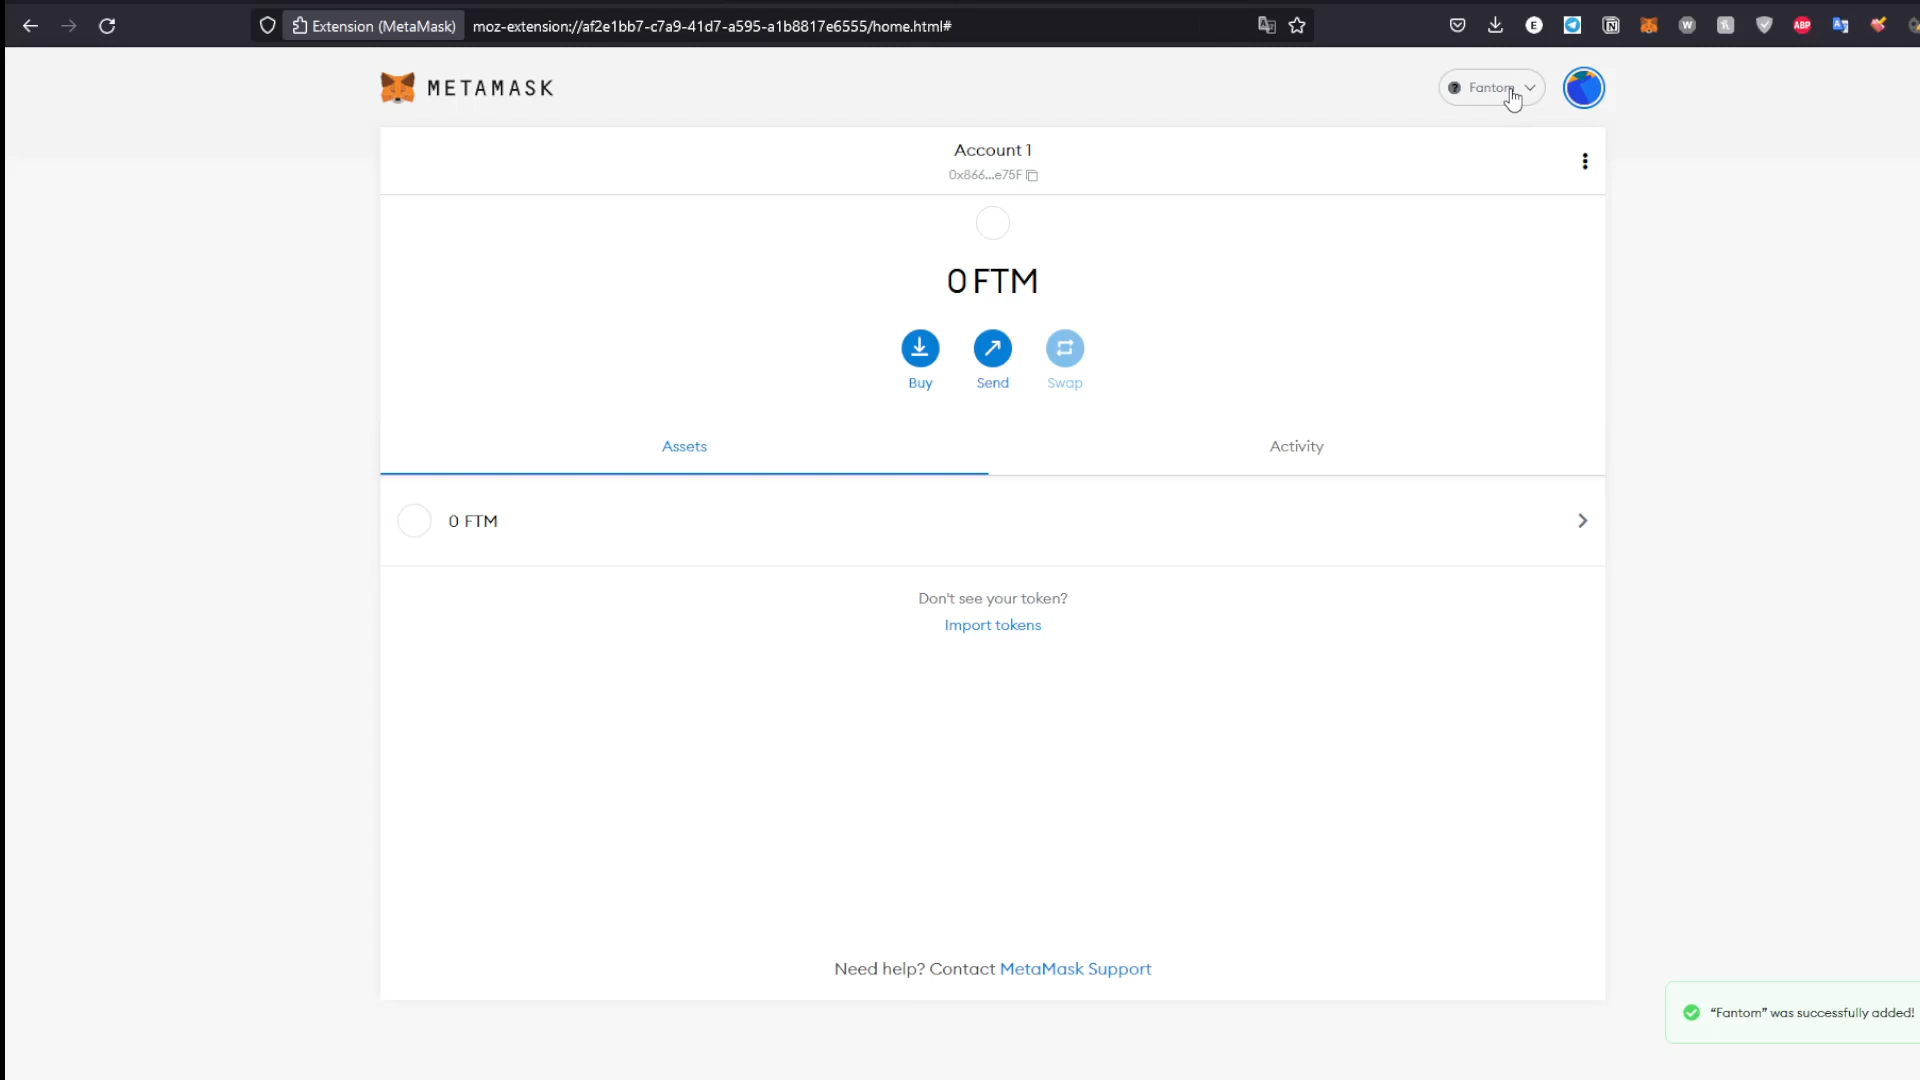 Extension (MetaMask) moz-extension://af2e1bb7-c7a9-41d7-a595-a1b8817e6555/home.html#
E N W ABP
METAMASK
? Fantom
Account 1
0x866...e75F
0 FTM
Buy Send Swap
Assets Activity
0 FTM
Don't see your token?
Import tokens
Need help? Contact MetaMask Support
“Fantom” was successfully added!